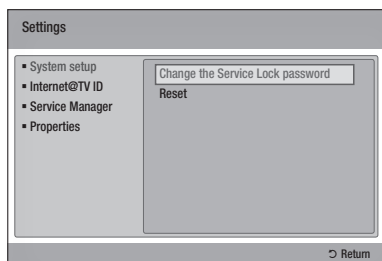 Settings
▪ System setup
▪ Internet@TV ID
▪ Service Manager
▪ Properties
Change the Service Lock password
Reset
⮌ Return